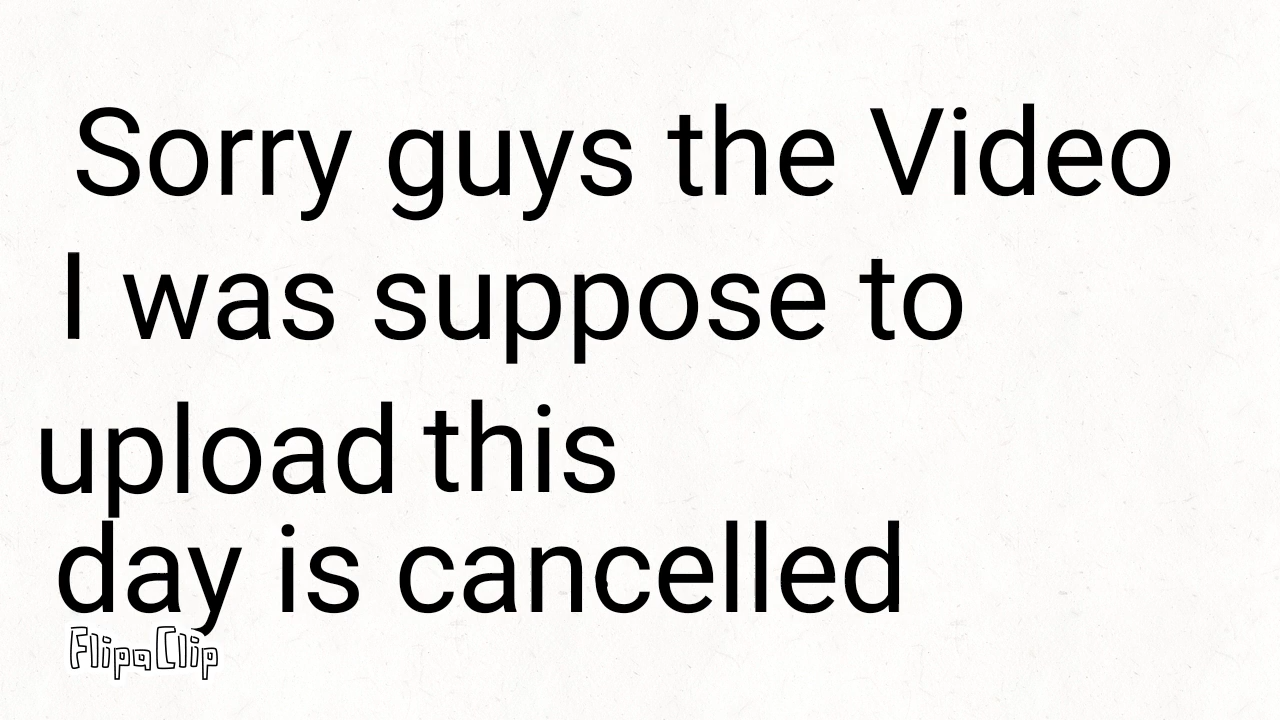 Sorry guys the Video
I was suppose to
upload this
day is cancelled
FlipaClip